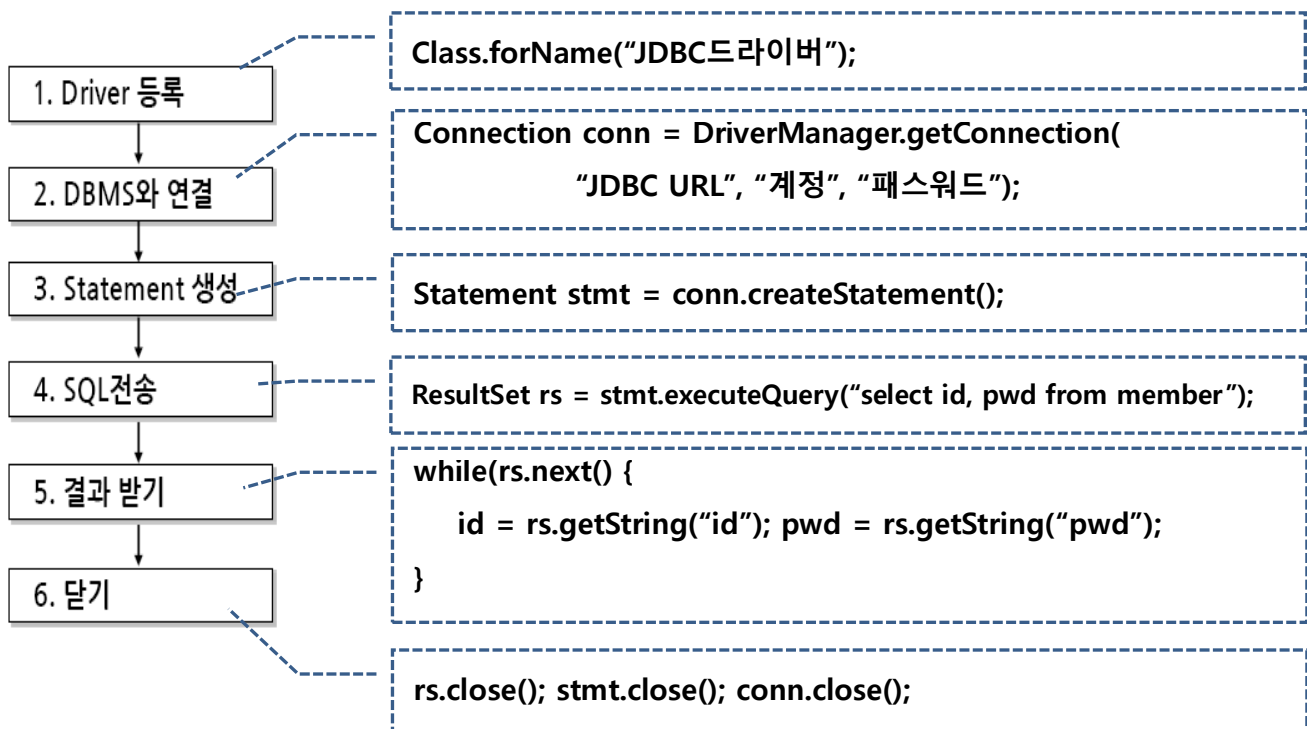 1. Driver 등록
Class.forName(“JDBC드라이버”);
2. DBMS와 연결
Connection conn = DriverManager.getConnection(
“JDBC URL”, “계정”, “패스워드”);
3. Statement 생성
Statement stmt = conn.createStatement();
4. SQL전송
ResultSet rs = stmt.executeQuery(“select id, pwd from member”);
5. 결과 받기
while(rs.next() {
id = rs.getString(“id”); pwd = rs.getString(“pwd”);
}
6. 닫기
rs.close(); stmt.close(); conn.close();